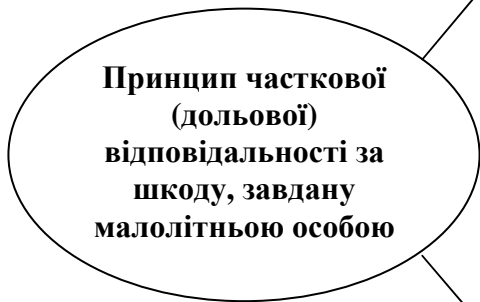 Принцип часткової
(дольової)
відповідальності за
шкоду, завдану
малолітньою особою